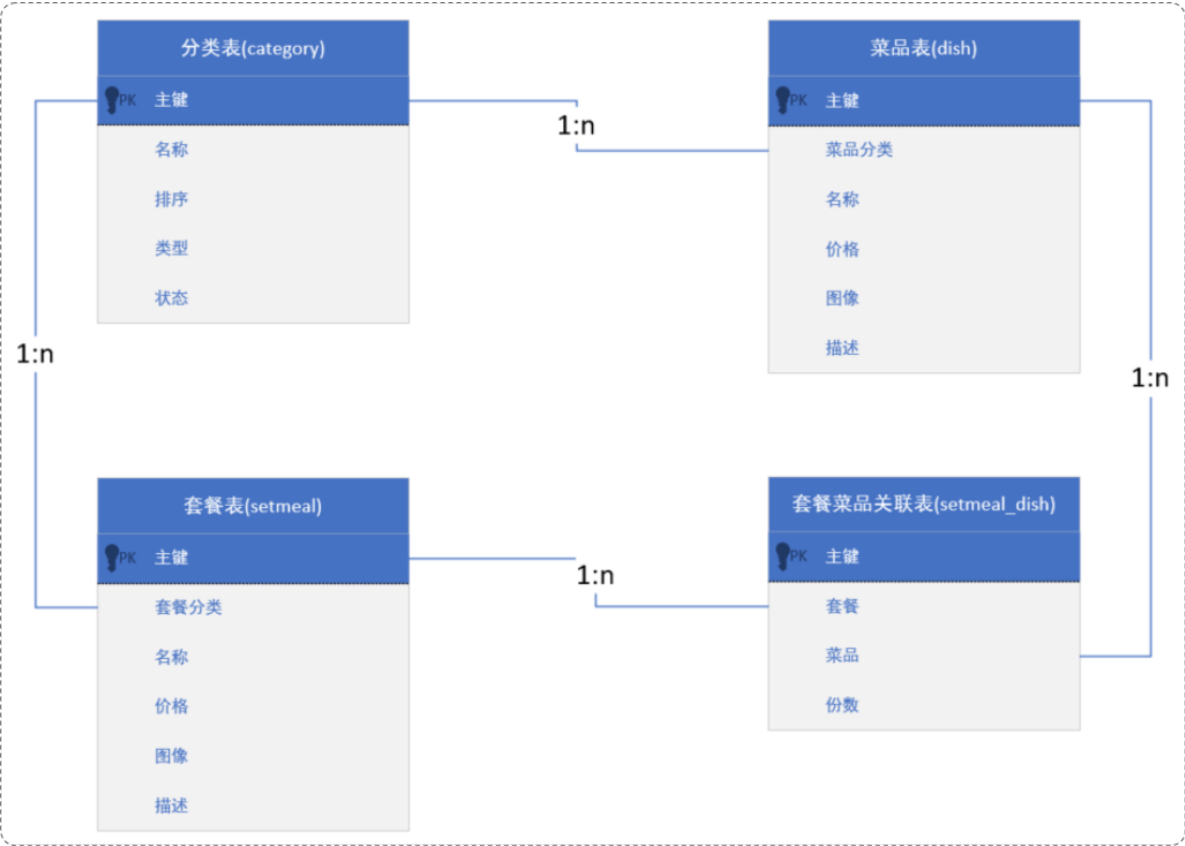 分类表(category)
PK 主键
名称
排序
类型
状态
1:n
菜品表(dish)
PK 主键
菜品分类
名称
价格
图像
描述
1:n
1:n
套餐表(setmeal)
PK 主键
套餐分类
名称
价格
图像
描述
1:n
套餐菜品关联表(setmeal_dish)
PK 主键
套餐
菜品
份数